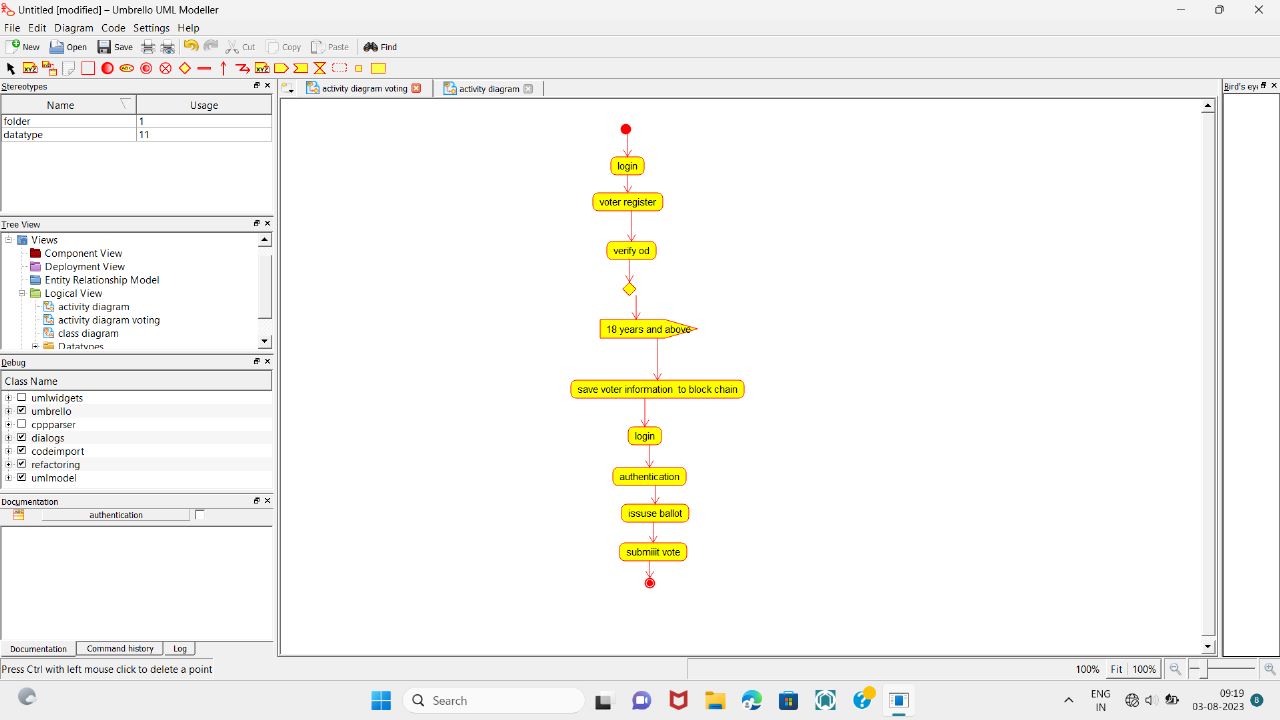 Untitled [modified] – Umbrello UML Modeller
File Edit Diagram Code Settings Help
New Open Save Cut Copy Paste Find
Stereotypes
activity diagram voting
activity diagram
Bird's eye
Name Usage
folder 1
datatype 11
Tree View
Views
Component View
Deployment View
Entity Relationship Model
Logical View
activity diagram
activity diagram voting
class diagram
Datatypes
Debug
Class Name
umlwidgets
umbrello
cppparser
dialogs
codeimport
refactoring
umlmodel
Documentation
authentication
Documentation Command history Log
login
voter register
verify od
18 years and above
save voter information  to block chain
login
authentication
issuse ballot
submiiit vote
Press Ctrl with left mouse click to delete a point
100% Fit 100%
Search
ENG
IN
09:19
03-08-2023
8